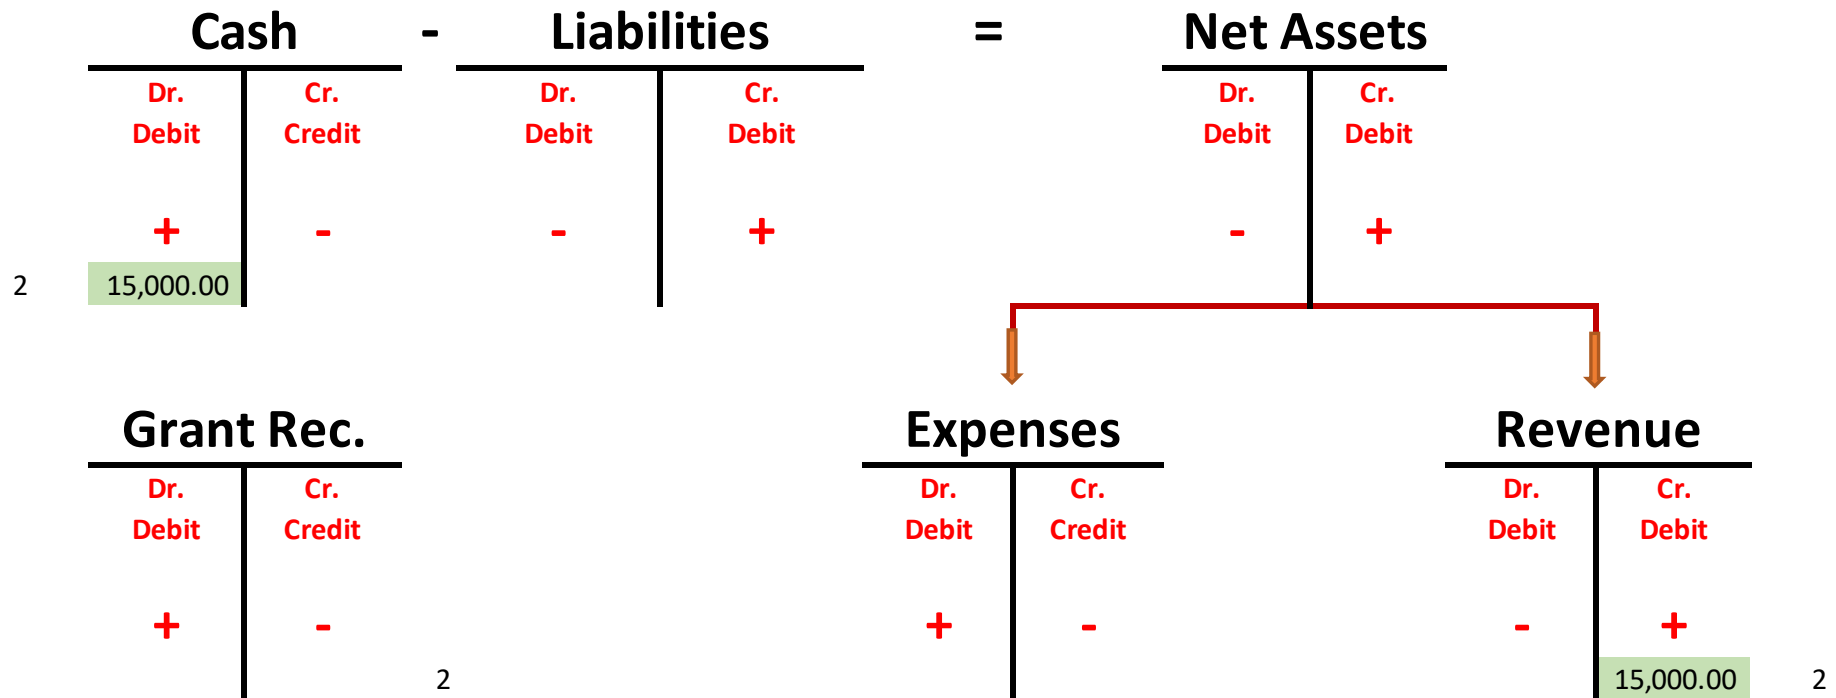 Cash - Liabilities = Net Assets
Dr. Cr. Dr. Cr. Dr. Cr.
Debit Credit Debit Debit Debit Debit
+ - - + - +
2 15,000.00
Grant Rec. Expenses Revenue
Dr. Cr. Dr. Cr. Dr. Cr.
Debit Credit Debit Credit Debit Debit
+ - + - - +
2 15,000.00 2